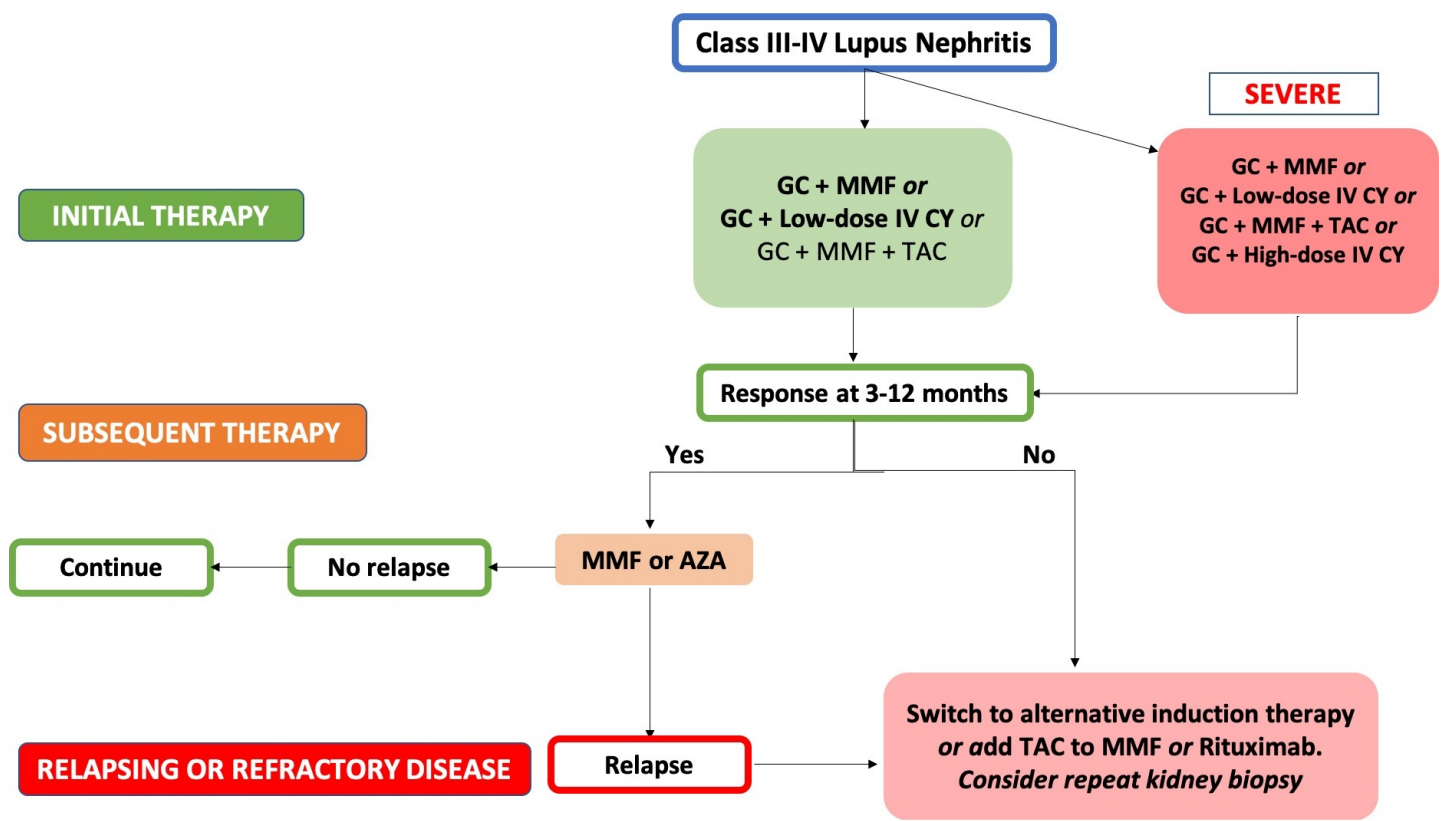 Class III-IV Lupus Nephritis
SEVERE
INITIAL THERAPY
GC + MMF or
GC + Low-dose IV CY or
GC + MMF + TAC
GC + MMF or
GC + Low-dose IV CY or
GC + MMF + TAC or
GC + High-dose IV CY
Response at 3-12 months
SUBSEQUENT THERAPY
Yes
No
Continue
No relapse
MMF or AZA
RELAPSING OR REFRACTORY DISEASE
Relapse
Switch to alternative induction therapy
or add TAC to MMF or Rituximab.
Consider repeat kidney biopsy